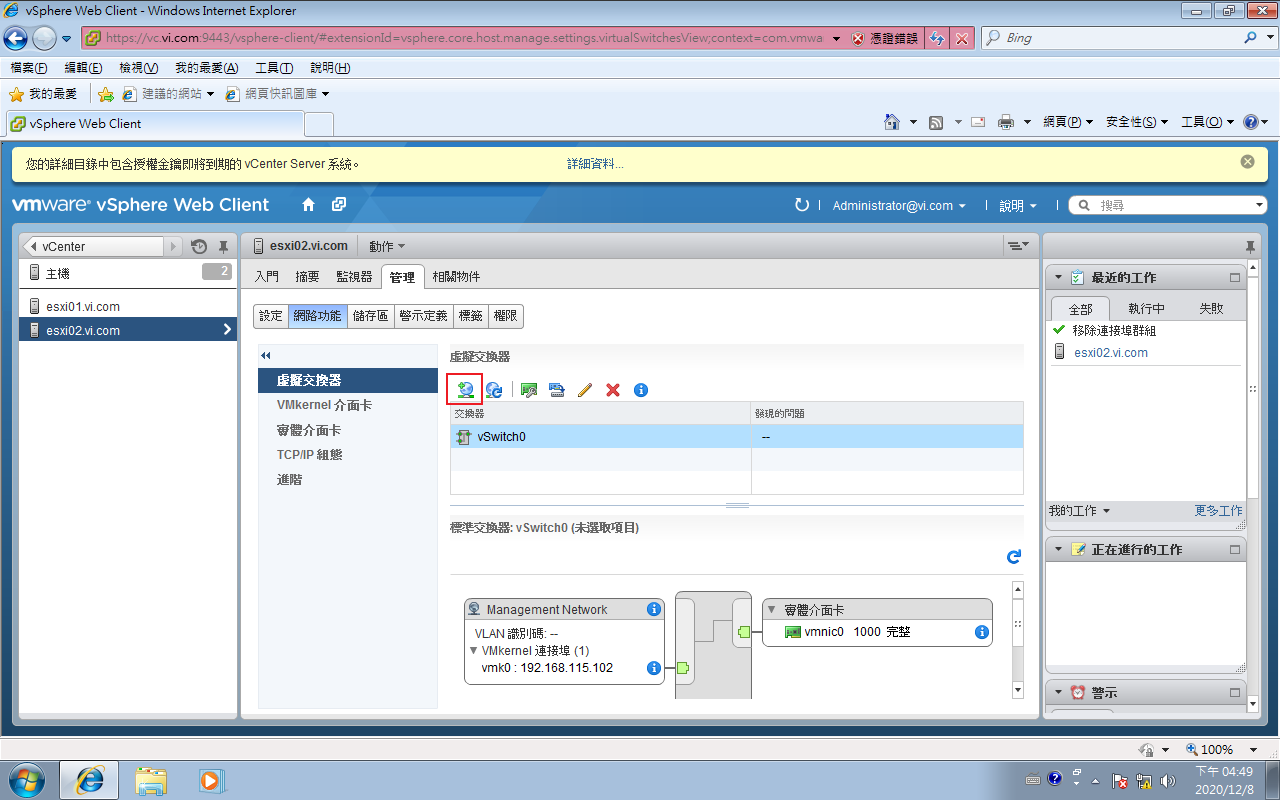 vSphere Web Client - Windows Internet Explorer
https://vc.vi.com:9443/vsphere-client/#extensionId=vsphere.core.host.manage.settings.virtualSwitchesView;context=com.vmwa
憑證錯誤
Bing
檔案(F) 編輯(E) 檢視(V) 我的最愛(A) 工具(T) 說明(H)
我的最愛 建議的網站 網頁快訊圖庫
vSphere Web Client
網頁(P) 安全性(S) 工具(O)
您的詳細目錄中包含授權金鑰即將到期的 vCenter Server 系統。 詳細資料...
vmware® vSphere Web Client
Administrator@vi.com 說明 搜尋
vCenter
主機 2
esxi01.vi.com
esxi02.vi.com
esxi02.vi.com 動作
入門 摘要 監視器 管理 相關物件
設定 網路功能 儲存區 警示定義 標籤 權限
虛擬交換器
VMkernel 介面卡
實體介面卡
TCP/IP 組態
進階
虛擬交換器
交換器 發現的問題
vSwitch0 --
標準交換器: vSwitch0 (未選取項目)
Management Network
VLAN 識別碼: --
VMkernel 連接埠 (1)
vmk0 : 192.168.115.102
實體介面卡
vmnic0 1000 完整
最近的工作
全部 執行中 失敗
移除連接埠群組
esxi02.vi.com
我的工作 更多工作
正在進行的工作
警示
100%
下午 04:49
2020/12/8